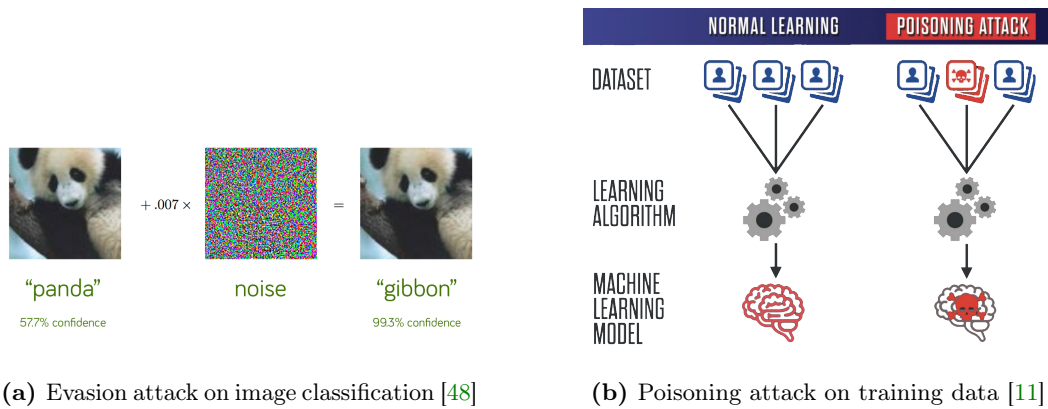 + .007 ×
=
“panda”
noise
“gibbon”
57.7% confidence
99.3% confidence
(a) Evasion attack on image classification [48]
NORMAL LEARNING
POISONING ATTACK
DATASET
LEARNING
ALGORITHM
MACHINE
LEARNING
MODEL
(b) Poisoning attack on training data [11]